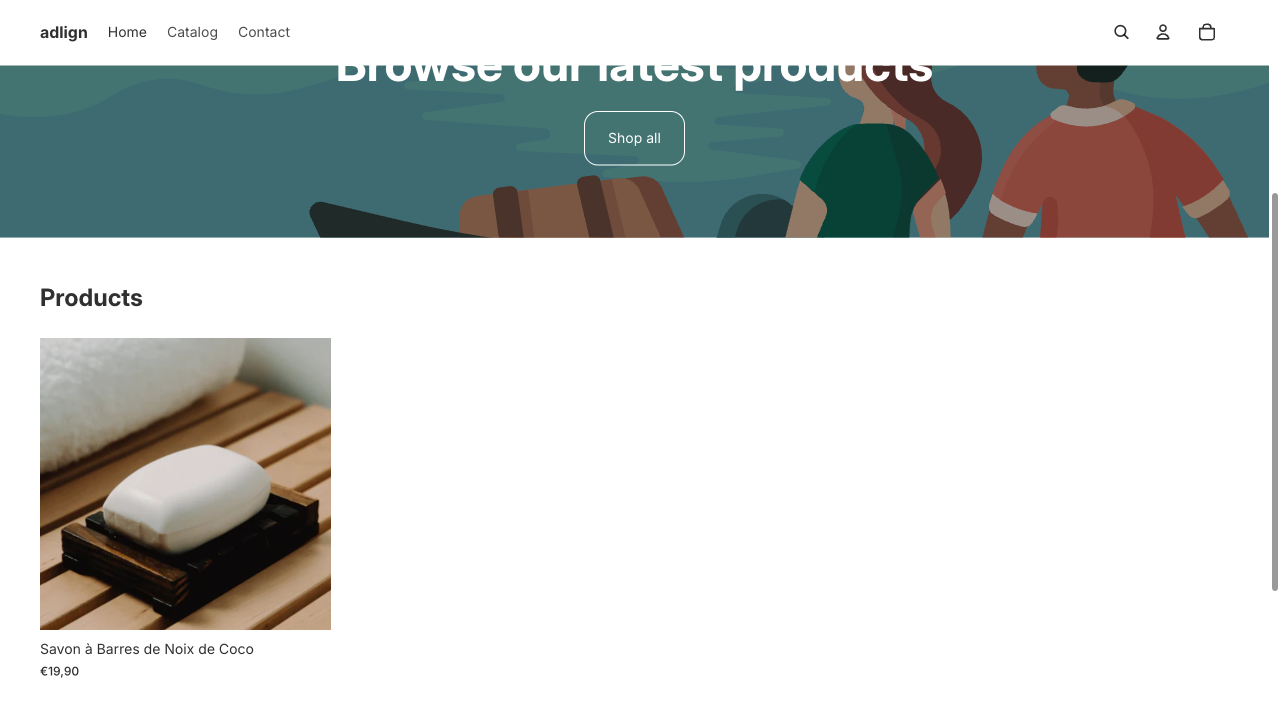 adlign Home Catalog Contact
Browse our latest products
Shop all
Products
Savon à Barres de Noix de Coco
€19,90